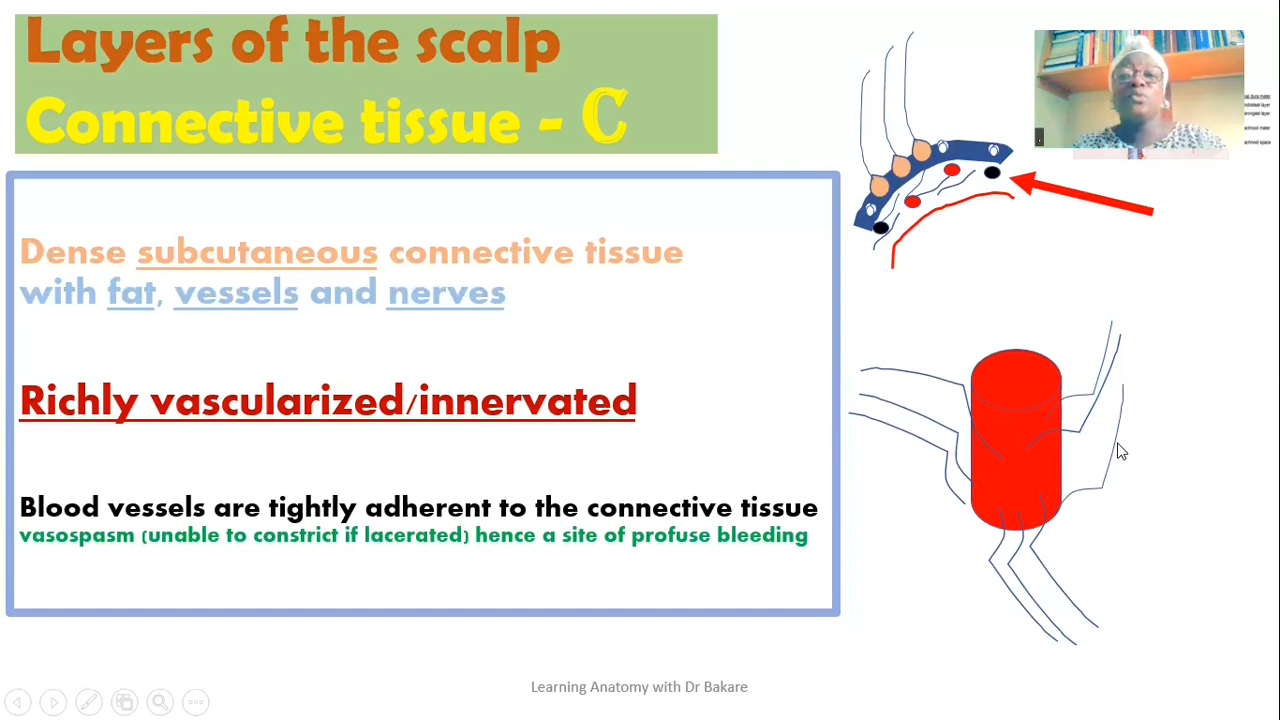 Layers of the scalp
Connective tissue - C
Dense subcutaneous connective tissue
with fat, vessels and nerves
Richly vascularized/innervated
Blood vessels are tightly adherent to the connective tissue
vasospasm (unable to constrict if lacerated) hence a site of profuse bleeding
Learning Anatomy with Dr Bakare